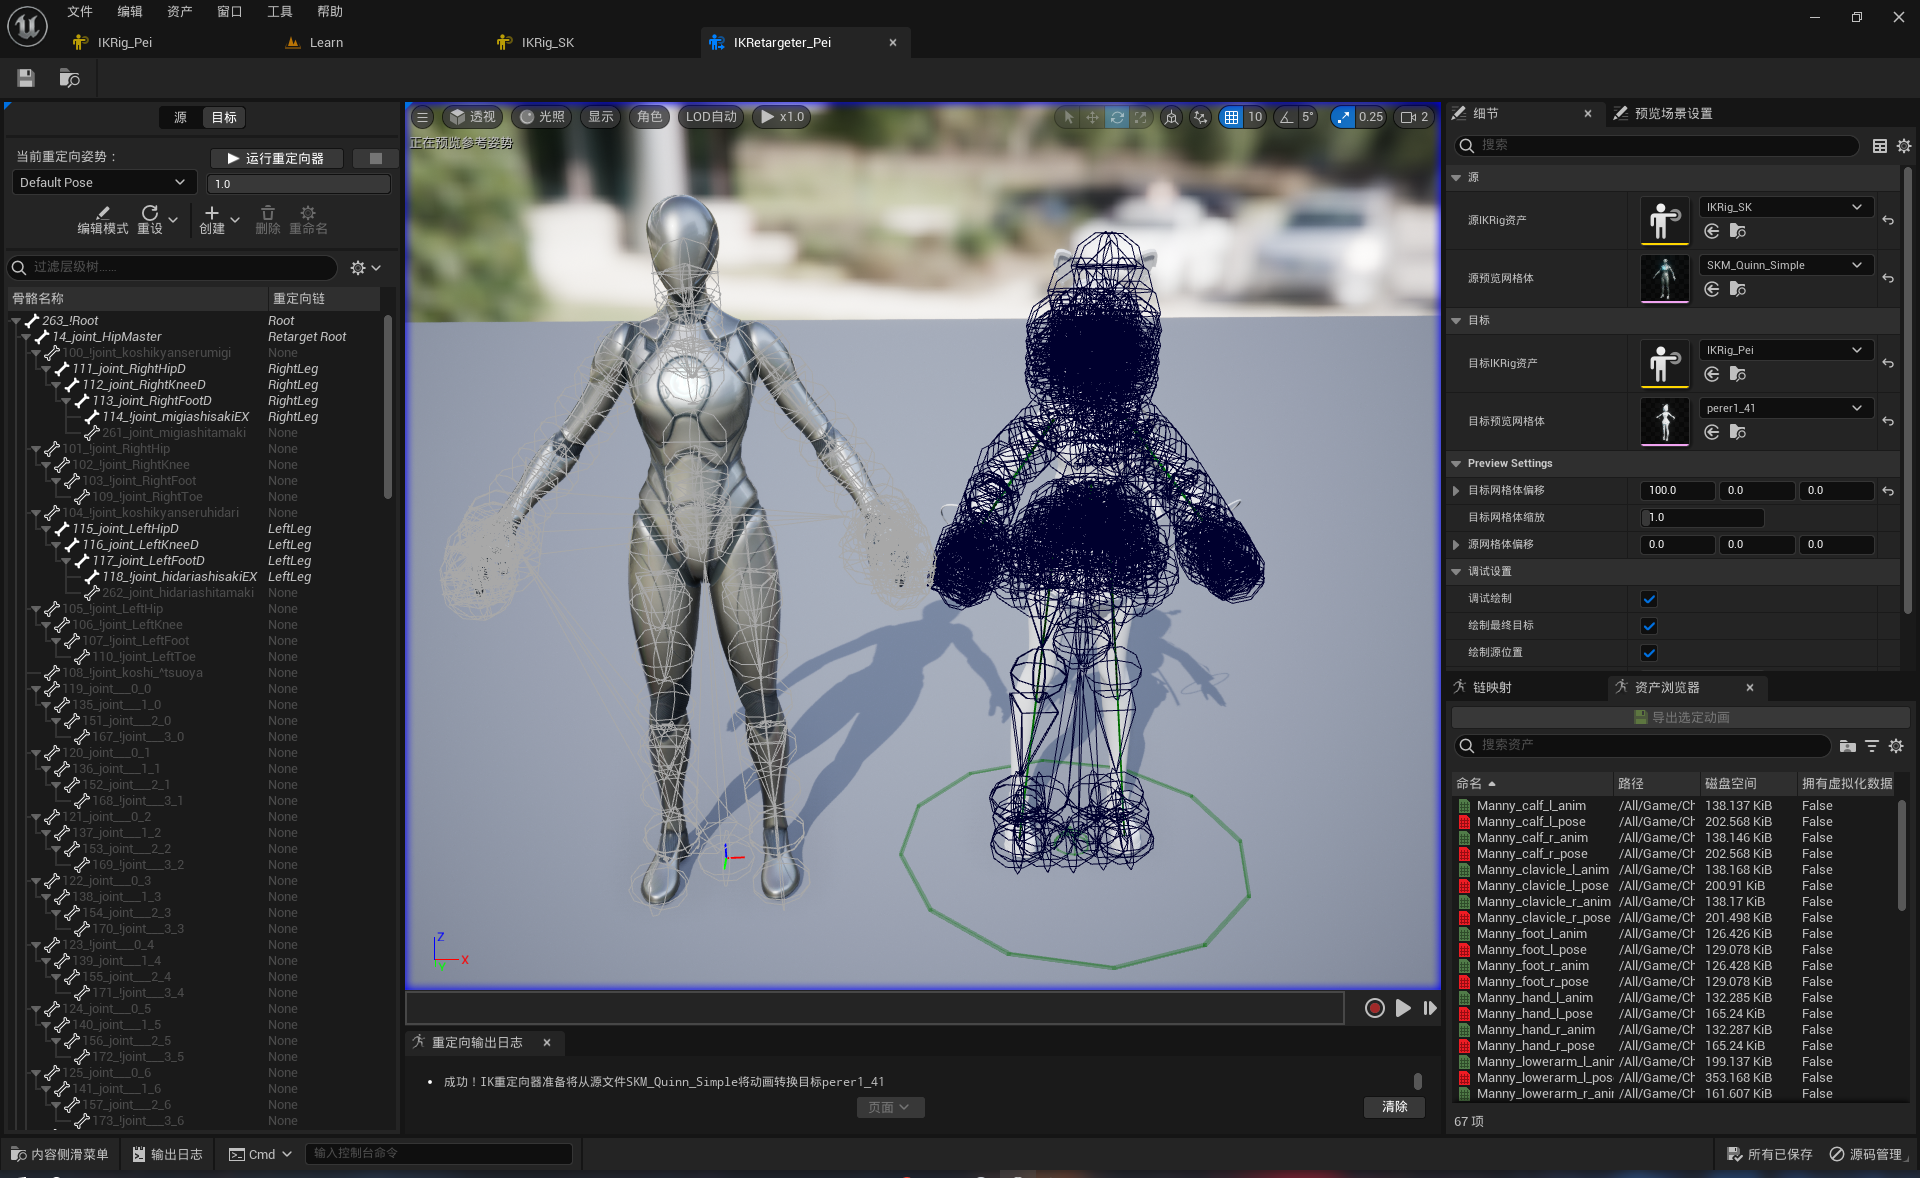 文件 编辑 资产 窗口 工具 帮助
IKRig_Pei Learn IKRig_SK IKRetargeter_Pei
源 目标
当前重定向姿势： 运行重定向器
Default Pose 1.0
编辑模式 重设 创建 删除 重命名
过滤层级树......
骨骼名称 重定向链
263_!Root Root
14_joint_HipMaster Retarget Root
100_!joint_koshikyanserumigi None
111_joint_RightHipD RightLeg
112_joint_RightKneeD RightLeg
113_joint_RightFootD RightLeg
114_!joint_migiashisakiEX RightLeg
261_joint_migiashitamaki None
101_!joint_RightHip None
102_!joint_RightKnee None
103_!joint_RightFoot None
109_!joint_RightToe None
104_!joint_koshikyanseruhidari None
115_joint_LeftHipD LeftLeg
116_joint_LeftKneeD LeftLeg
117_joint_LeftFootD LeftLeg
118_!joint_hidariashisakiEX LeftLeg
262_joint_hidariashitamaki None
105_!joint_LeftHip None
106_!joint_LeftKnee None
107_!joint_LeftFoot None
110_!joint_LeftToe None
108_!joint_koshi_^tsuoya None
119_joint___0_0 None
135_joint___1_0 None
151_joint___2_0 None
167_!joint___3_0 None
120_joint___0_1 None
136_joint___1_1 None
152_joint___2_1 None
168_!joint___3_1 None
121_joint___0_2 None
137_joint___1_2 None
153_joint___2_2 None
169_!joint___3_2 None
122_joint___0_3 None
138_joint___1_3 None
154_joint___2_3 None
170_!joint___3_3 None
123_!joint___0_4 None
139_joint___1_4 None
155_joint___2_4 None
171_!joint___3_4 None
124_joint___0_5 None
140_joint___1_5 None
156_joint___2_5 None
172_!joint___3_5 None
125_joint___0_6 None
141_joint___1_6 None
157_joint___2_6 None
173_!joint___3_6 None
透视 光照 显示 角色 LOD自动 x1.0 10 5° 0.25 2
正在预览参考姿势
Z
X
Y
重定向输出日志
成功！IK重定向器准备将从源文件SKM_Quinn_Simple将动画转换目标perer1_41
页面 清除
细节 预览场景设置
搜索
源
源IKRig资产 IKRig_SK
源预览网格体 SKM_Quinn_Simple
目标
目标IKRig资产 IKRig_Pei
目标预览网格体 perer1_41
Preview Settings
目标网格体偏移 100.0 0.0 0.0
目标网格体缩放 1.0
源网格体偏移 0.0 0.0 0.0
调试设置
调试绘制
绘制最终目标
绘制源位置
链映射 资产浏览器
导出选定动画
搜索资产
命名 路径 磁盘空间 拥有虚拟化数据
Manny_calf_l_anim /All/Game/Ch 138.137 KiB False
Manny_calf_l_pose /All/Game/Ch 202.568 KiB False
Manny_calf_r_anim /All/Game/Ch 138.146 KiB False
Manny_calf_r_pose /All/Game/Ch 202.568 KiB False
Manny_clavicle_l_anim /All/Game/Ch 138.168 KiB False
Manny_clavicle_l_pose /All/Game/Ch 200.91 KiB False
Manny_clavicle_r_anim /All/Game/Ch 138.17 KiB False
Manny_clavicle_r_pose /All/Game/Ch 201.498 KiB False
Manny_foot_l_anim /All/Game/Ch 126.426 KiB False
Manny_foot_l_pose /All/Game/Ch 129.078 KiB False
Manny_foot_r_anim /All/Game/Ch 126.428 KiB False
Manny_foot_r_pose /All/Game/Ch 129.078 KiB False
Manny_hand_l_anim /All/Game/Ch 132.285 KiB False
Manny_hand_l_pose /All/Game/Ch 165.24 KiB False
Manny_hand_r_anim /All/Game/Ch 132.287 KiB False
Manny_hand_r_pose /All/Game/Ch 165.24 KiB False
Manny_lowerarm_l_anir /All/Game/Ch 199.137 KiB False
Manny_lowerarm_l_pos /All/Game/Ch 353.168 KiB False
Manny_lowerarm_r_anir /All/Game/Ch 161.607 KiB False
67 项
内容侧滑菜单 输出日志 Cmd 输入控制台命令 所有已保存 源码管理